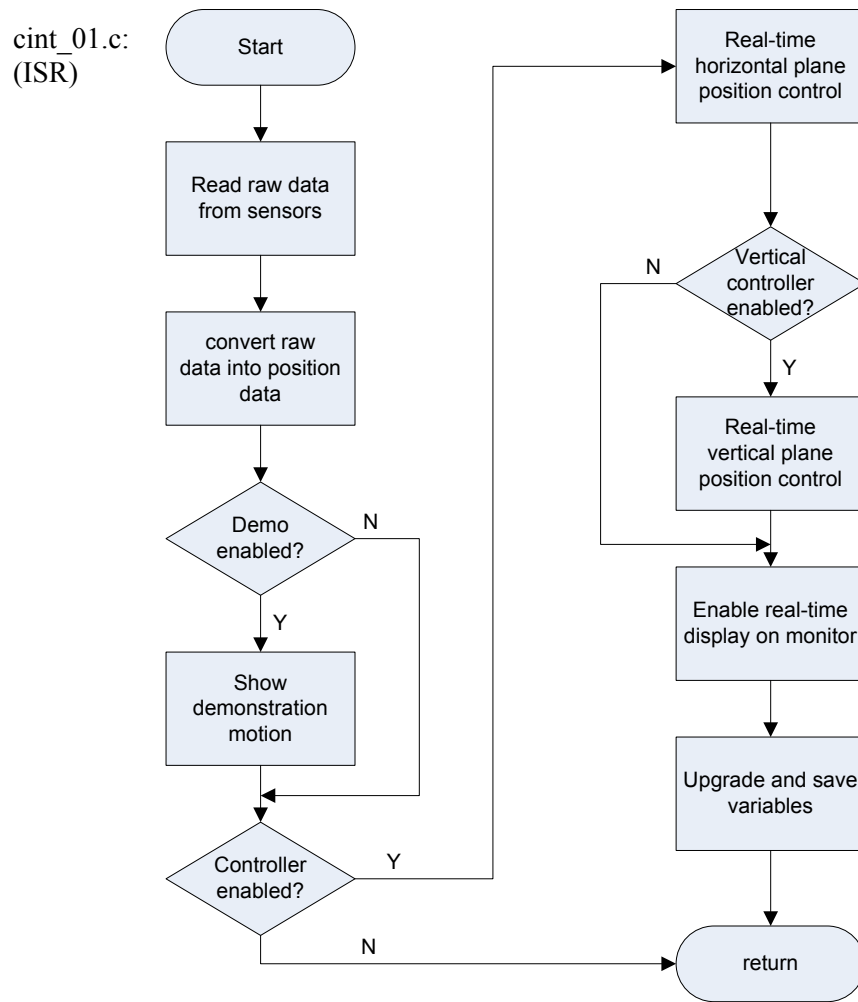 cint_01.c:
(ISR)
Start
Read raw data
from sensors
convert raw
data into position
data
Demo
enabled?
N
Y
Show
demonstration
motion
Controller
enabled?
Y
N
Real-time
horizontal plane
position control
Vertical
controller
enabled?
N
Y
Real-time
vertical plane
position control
Enable real-time
display on monitor
Upgrade and save
variables
return